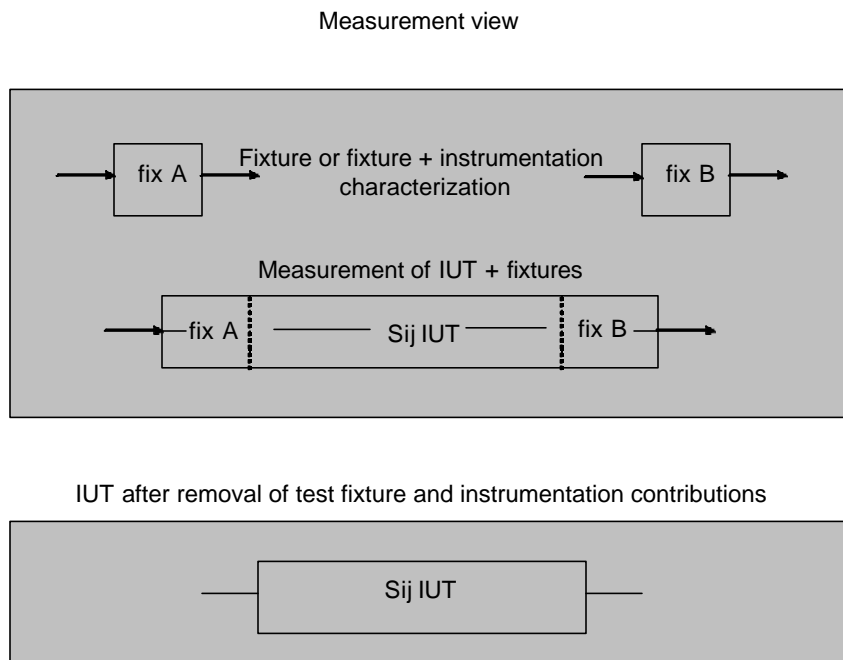 Measurement view
fix A
Fixture or fixture + instrumentation
characterization
fix B
Measurement of IUT + fixtures
fix A
Sij IUT
fix B
IUT after removal of test fixture and instrumentation contributions
Sij IUT